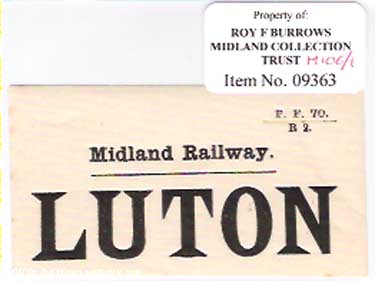 Property of:
ROY F BURROWS
MIDLAND COLLECTION
TRUST
Item No. 09363
F. F. 70.
R 2.
Midland Railway.
LUTON